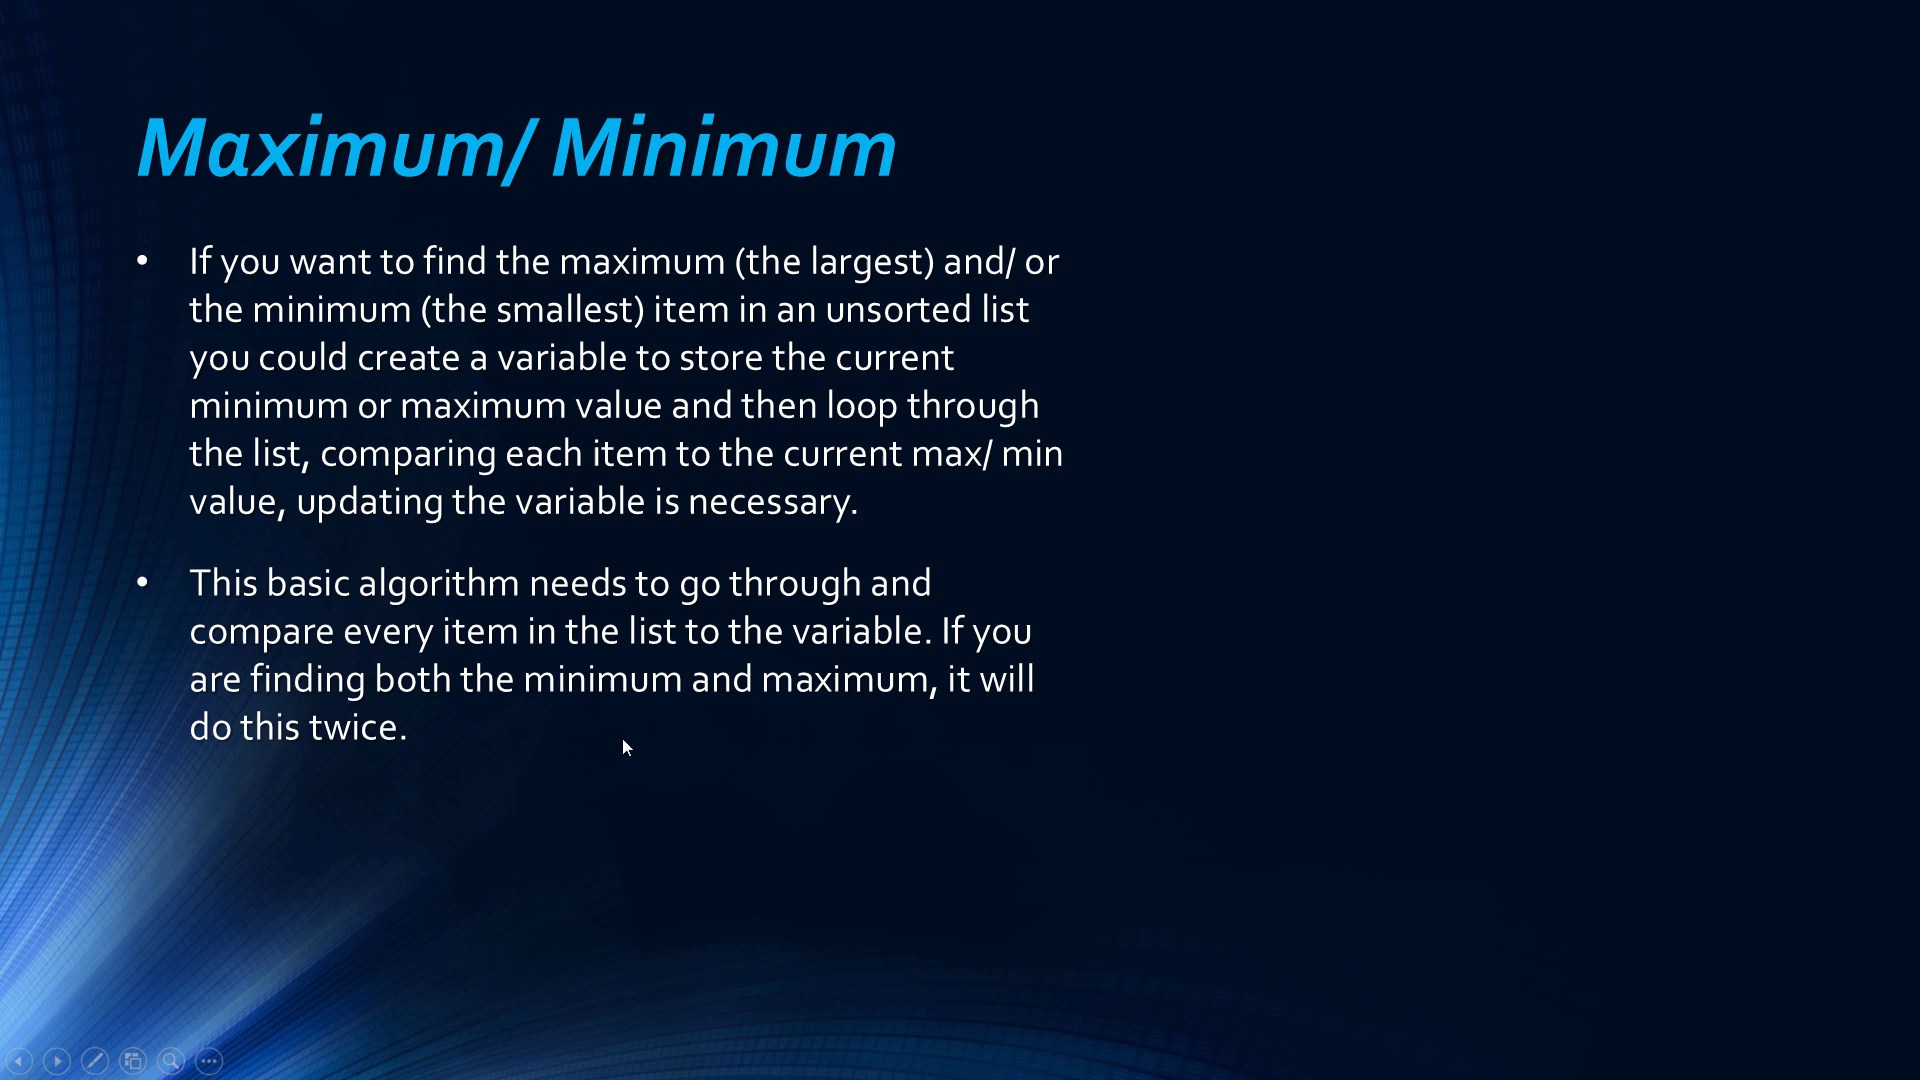 Maximum/ Minimum
• If you want to find the maximum (the largest) and/ or
the minimum (the smallest) item in an unsorted list
you could create a variable to store the current
minimum or maximum value and then loop through
the list, comparing each item to the current max/ min
value, updating the variable is necessary.
• This basic algorithm needs to go through and
compare every item in the list to the variable. If you
are finding both the minimum and maximum, it will
do this twice.